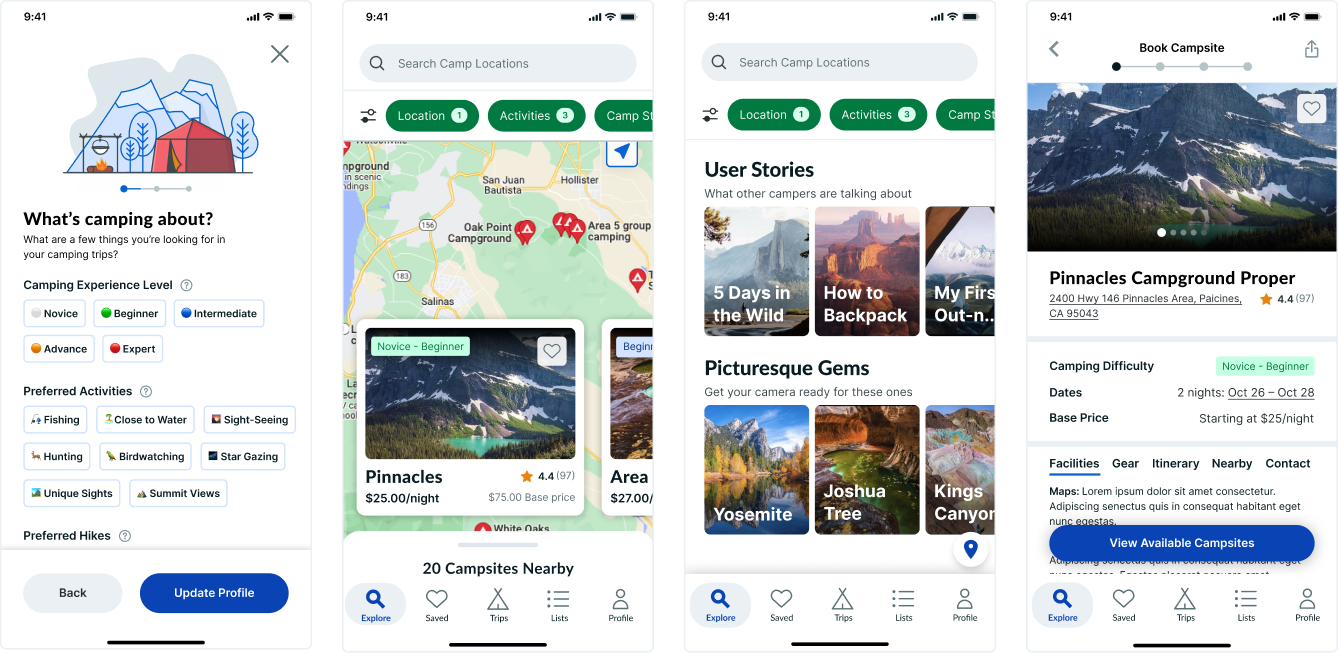 9:41
What's camping about?
What are a few things you're looking for in
your camping trips?
Camping Experience Level ?
Novice
Beginner
Intermediate
Advance
Expert
Preferred Activities ?
Fishing
Close to Water
Sight-Seeing
Hunting
Birdwatching
Star Gazing
Unique Sights
Summit Views
Preferred Hikes ?
Back
Update Profile
9:41
Search Camp Locations
Location 1
Activities 3
Camp St
San Juan
Bautista
Hollister
156
Oak Point
Campground
Area 5 group
camping
183
Salinas
Novice - Beginner
Pinnacles
4.4 (97)
$25.00/night
$75.00 Base price
Beginn
Area
$27.00/
White Oaks
20 Campsites Nearby
Explore
Saved
Trips
Lists
Profile
9:41
Search Camp Locations
Location 1
Activities 3
Camp St
User Stories
What other campers are talking about
5 Days in
the Wild
How to
Backpack
My Firs
Out-n..
Picturesque Gems
Get your camera ready for these ones
Yosemite
Joshua
Tree
Kings
Canyon
Explore
Saved
Trips
Lists
Profile
9:41
Book Campsite
Pinnacles Campground Proper
2400 Hwy 146 Pinnacles Area, Paicines,
CA 95043
4.4 (97)
Camping Difficulty
Novice - Beginner
Dates
2 nights: Oct 26 – Oct 28
Base Price
Starting at $25/night
Facilities
Gear
Itinerary
Nearby
Contact
Maps: Lorem ipsum dolor sit amet consectetur.
Adipiscing senectus quis in consequat habitant eget
nunc egestas.
View Available Campsites
Adipiscing senectus quis in consequat habitant eget
Explore
Saved
Trips
Lists
Profile